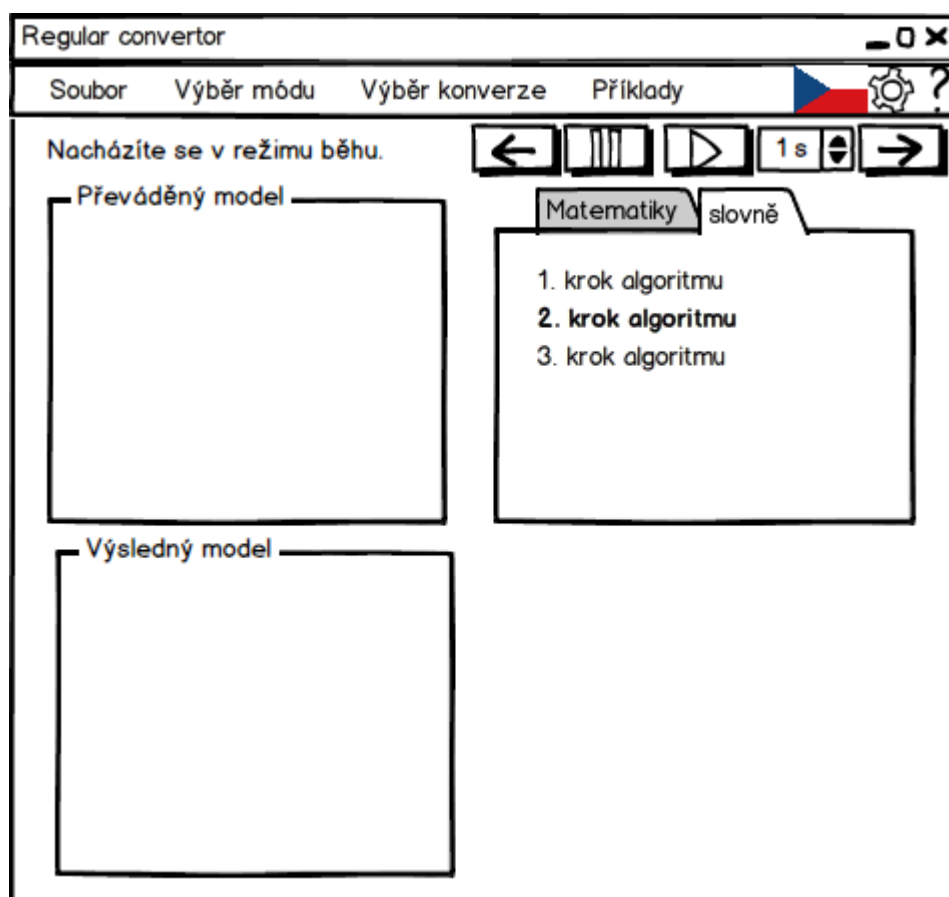 Regular convertor
Soubor Výběr módu Výběr konverze Příklady ?
Nacházíte se v režimu běhu.
1 s
Převáděný model
Matematiky slovně
1. krok algoritmu
2. krok algoritmu
3. krok algoritmu
Výsledný model